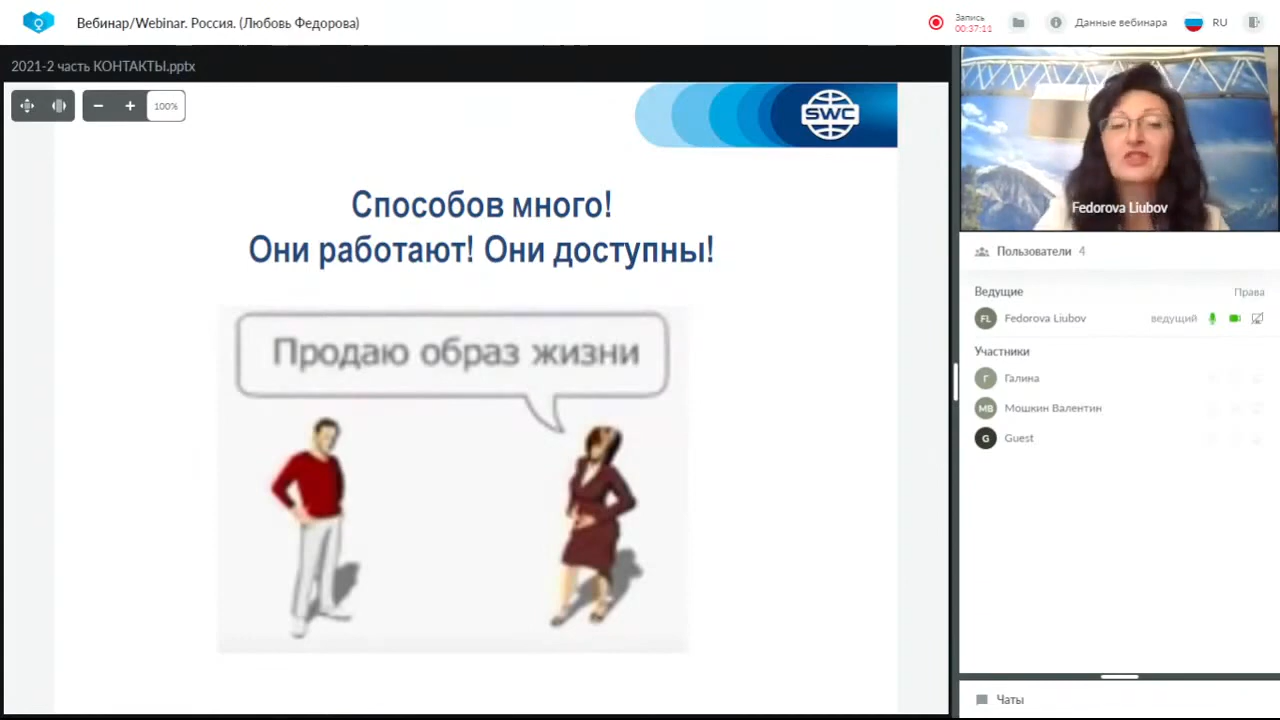 Вебинар/Webinar. Россия. (Любовь Федорова)
Запись
00:37:11
Данные вебинара
RU
2021-2 часть КОНТАКТЫ.pptx
100%
SWC
Способов много!
Они работают! Они доступны!
Продаю образ жизни
Fedorova Liubov
Пользователи 4
Ведущие Права
FL Fedorova Liubov ведущий
Участники
Г Галина
МВ Мошкин Валентин
G Guest
Чаты